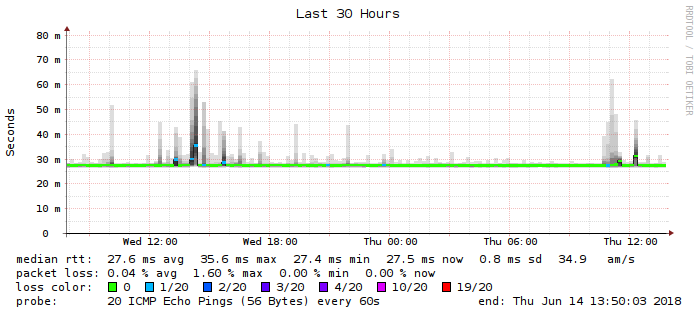 Last 30 Hours
RRDTOOL / TOBI OETIKER
Seconds
80 m
70 m
60 m
50 m
40 m
30 m
20 m
10 m
0
Wed 12:00 Wed 18:00 Thu 00:00 Thu 06:00 Thu 12:00
median rtt: 27.6 ms avg 35.6 ms max 27.4 ms min 27.5 ms now 0.8 ms sd 34.9 am/s
packet loss: 0.04 % avg 1.60 % max 0.00 % min 0.00 % now
loss color: 0 1/20 2/20 3/20 4/20 10/20 19/20
probe: 20 ICMP Echo Pings (56 Bytes) every 60s end: Thu Jun 14 13:50:03 2018